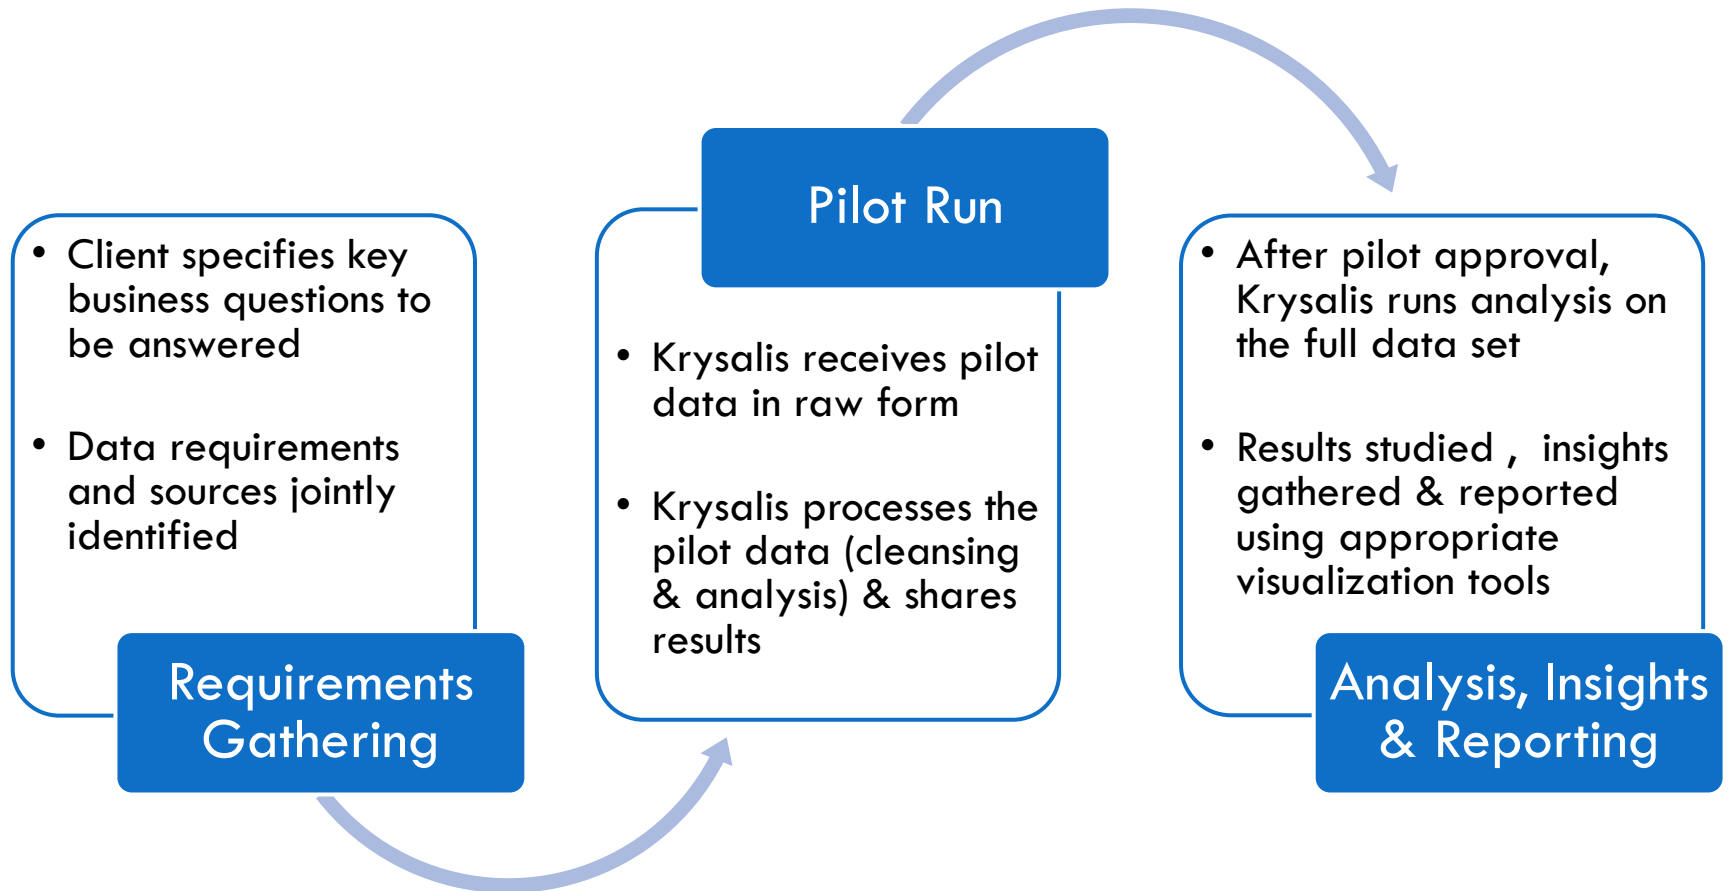 • Client specifies key
business questions to
be answered
• Data requirements
and sources jointly
identified
Requirements
Gathering
Pilot Run
• Krysalis receives pilot
data in raw form
• Krysalis processes the
pilot data (cleansing
& analysis) & shares
results
• After pilot approval,
Krysalis runs analysis on
the full data set
• Results studied , insights
gathered & reported
using appropriate
visualization tools
Analysis, Insights
& Reporting